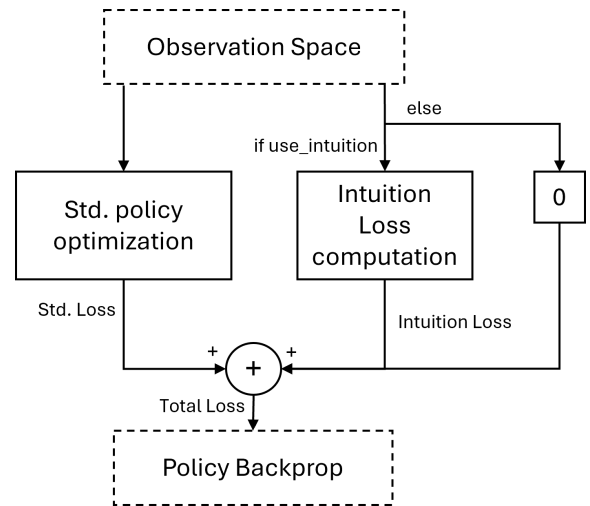 Observation Space
else
if use_intuition
Std. policy
optimization
Intuition
Loss
computation
0
Std. Loss
Intuition Loss
+
+
+
Total Loss
Policy Backprop